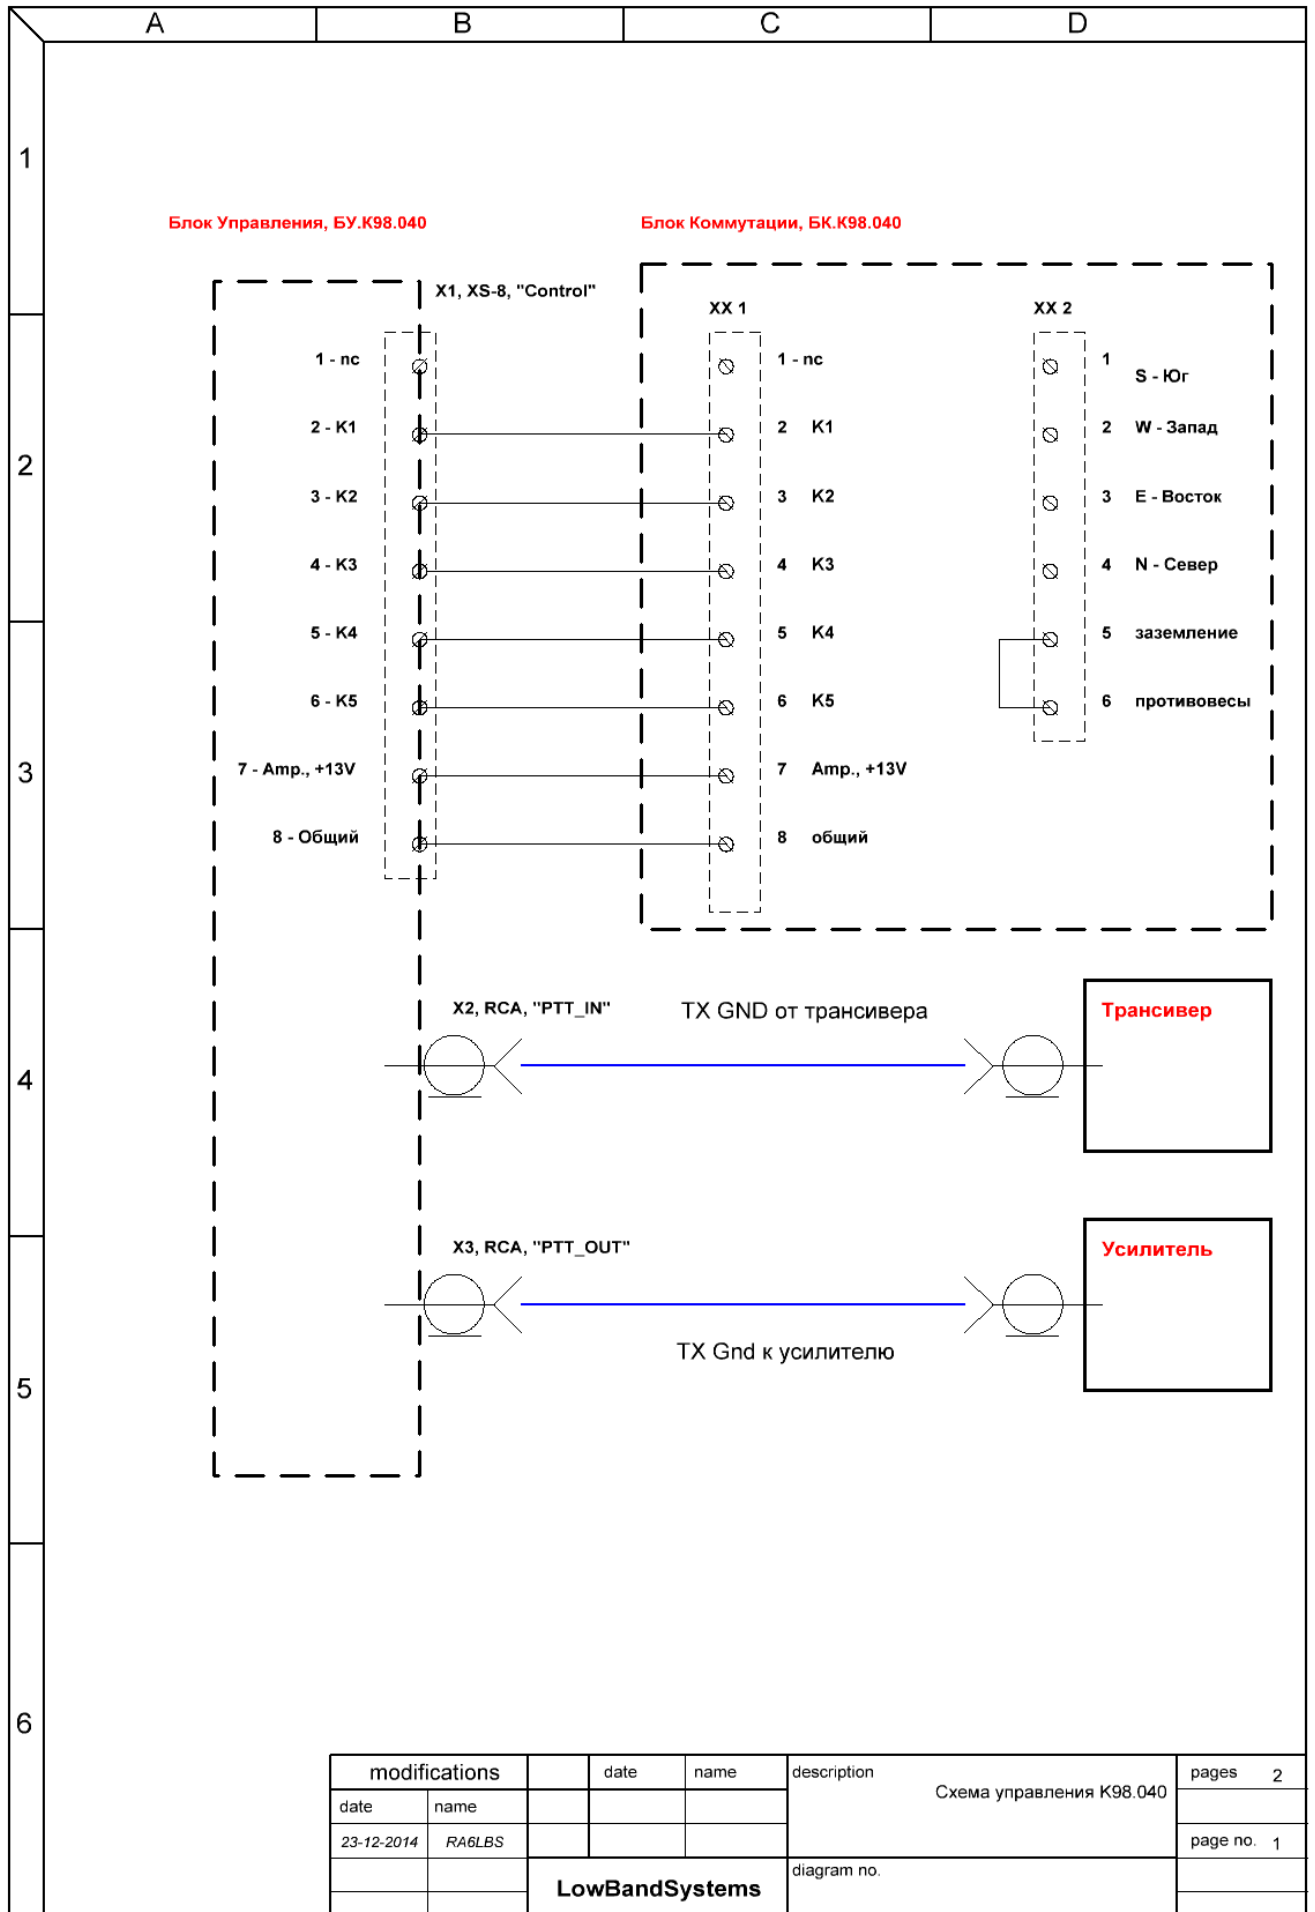 A B C D
1
Блок Управления, БУ.К98.040
Блок Коммутации, БК.К98.040
X1, XS-8, "Control"
XX 1
XX 2
1 - nc
1 - nc
1
S - Юг
2 - K1
2 K1
2 W - Запад
2
3 - K2
3 K2
3 E - Восток
4 - K3
4 K3
4 N - Север
5 - K4
5 K4
5 заземление
6 - K5
6 K5
6 противовесы
3
7 - Amp., +13V
7 Amp., +13V
8 - Общий
8 общий
X2, RCA, "PTT_IN"
TX GND от трансивера
Трансивер
4
X3, RCA, "PTT_OUT"
Усилитель
TX Gnd к усилителю
5
6
modifications
date
name
description
pages 2
Схема управления К98.040
date
name
23-12-2014
RA6LBS
page no. 1
diagram no.
LowBandSystems